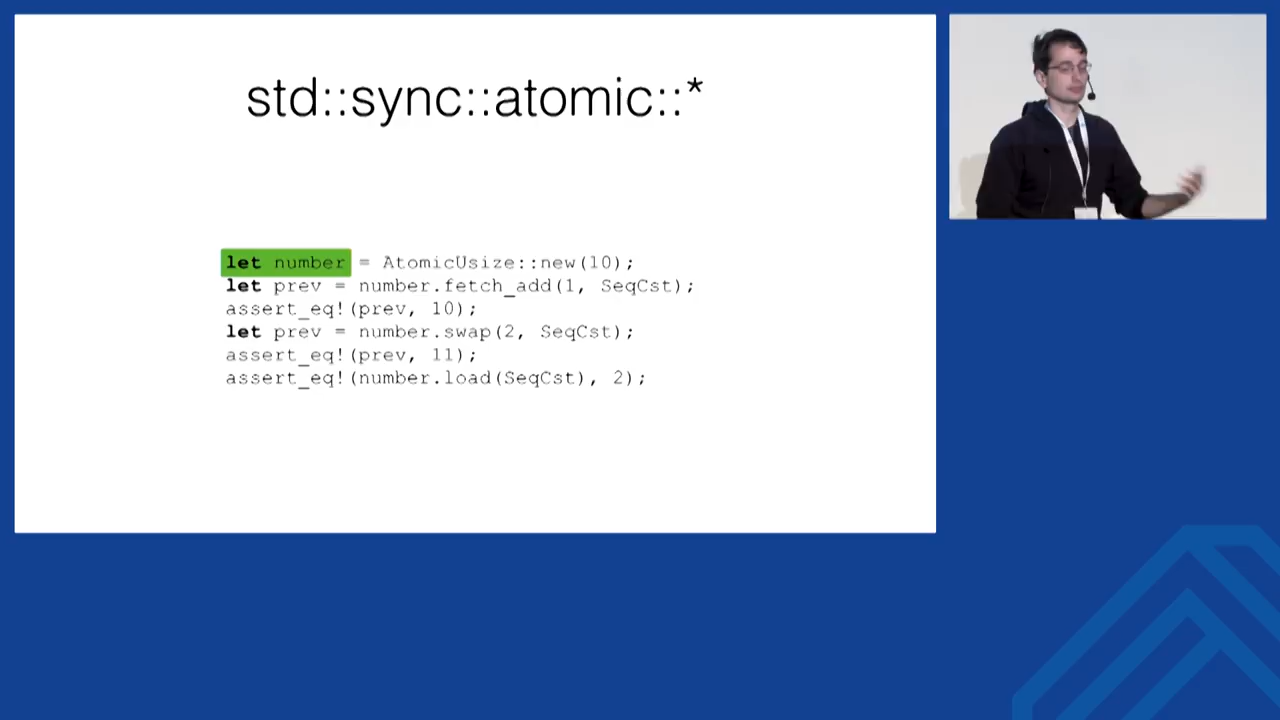 std::sync::atomic::*
let number = AtomicUsize::new(10);
let prev = number.fetch_add(1, SeqCst);
assert_eq!(prev, 10);
let prev = number.swap(2, SeqCst);
assert_eq!(prev, 11);
assert_eq!(number.load(SeqCst), 2);